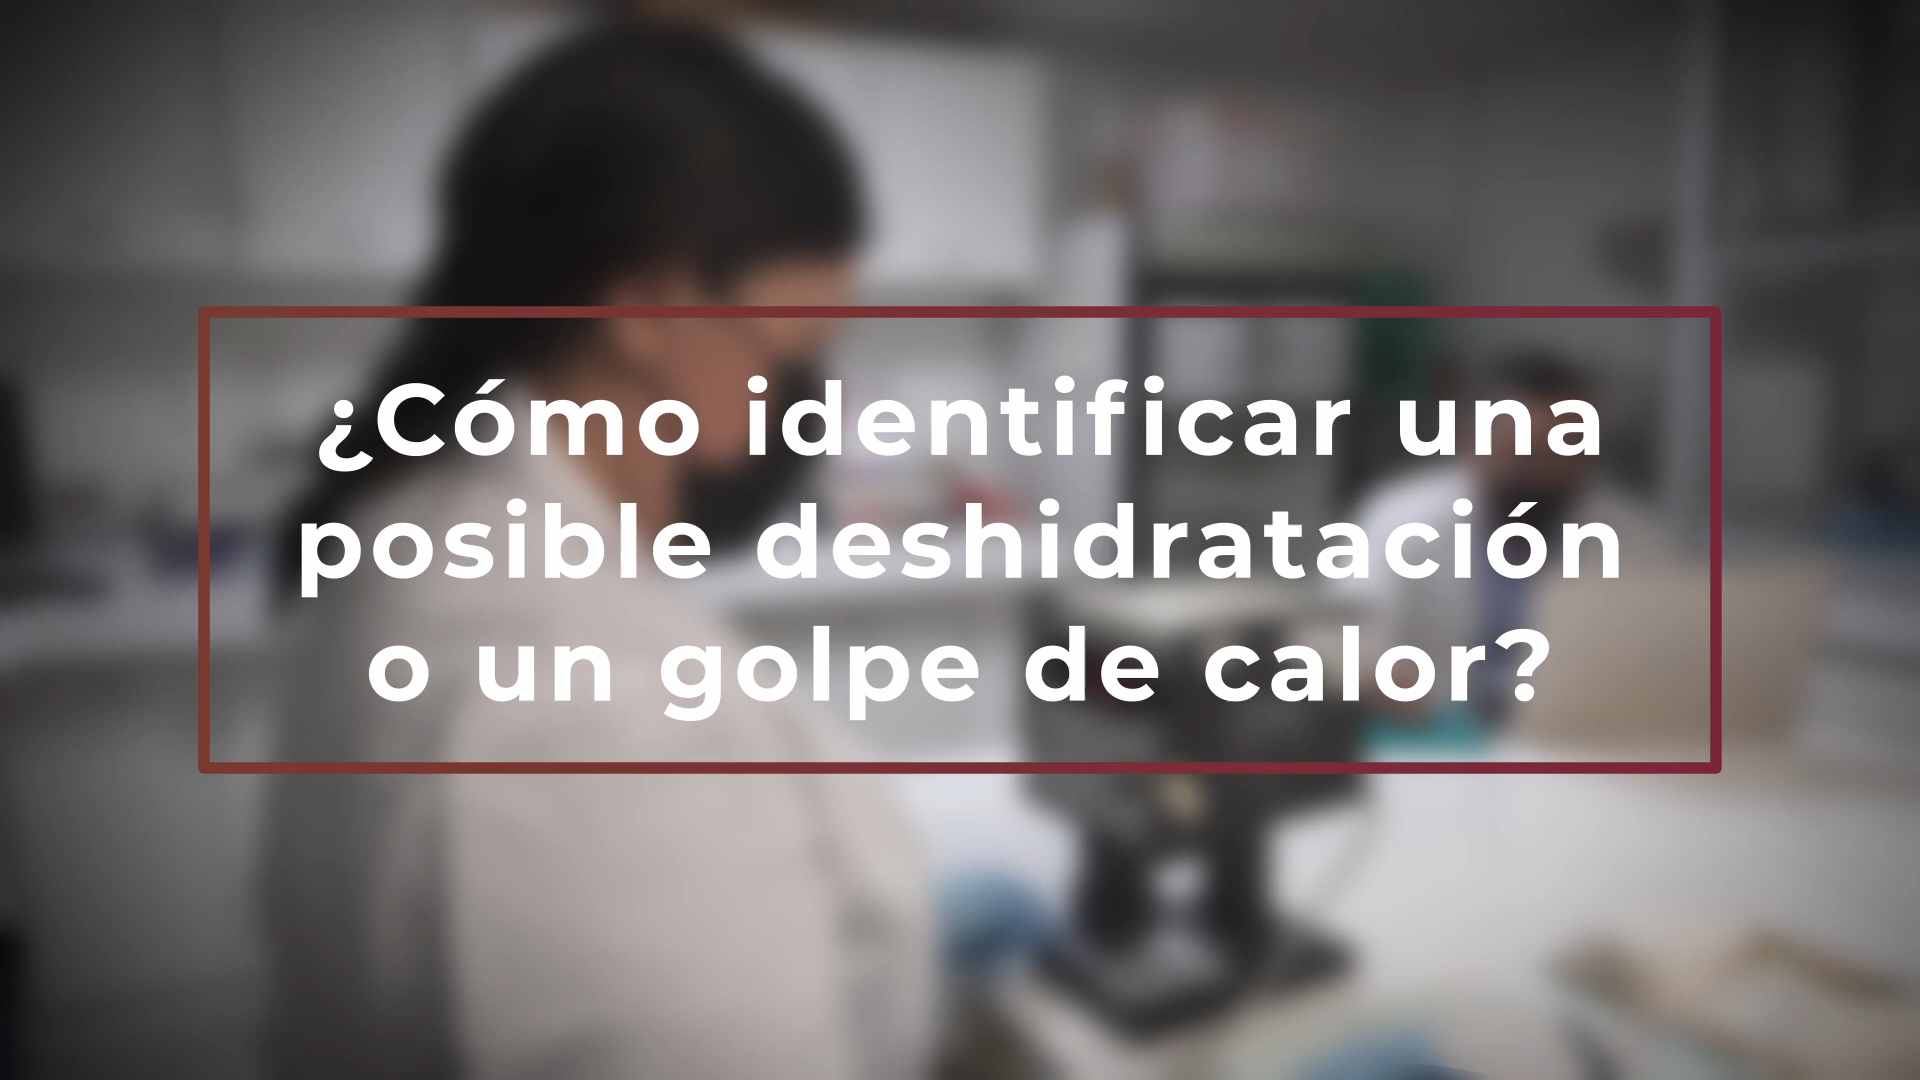 ¿Cómo identificar una
posible deshidratación
o un golpe de calor?